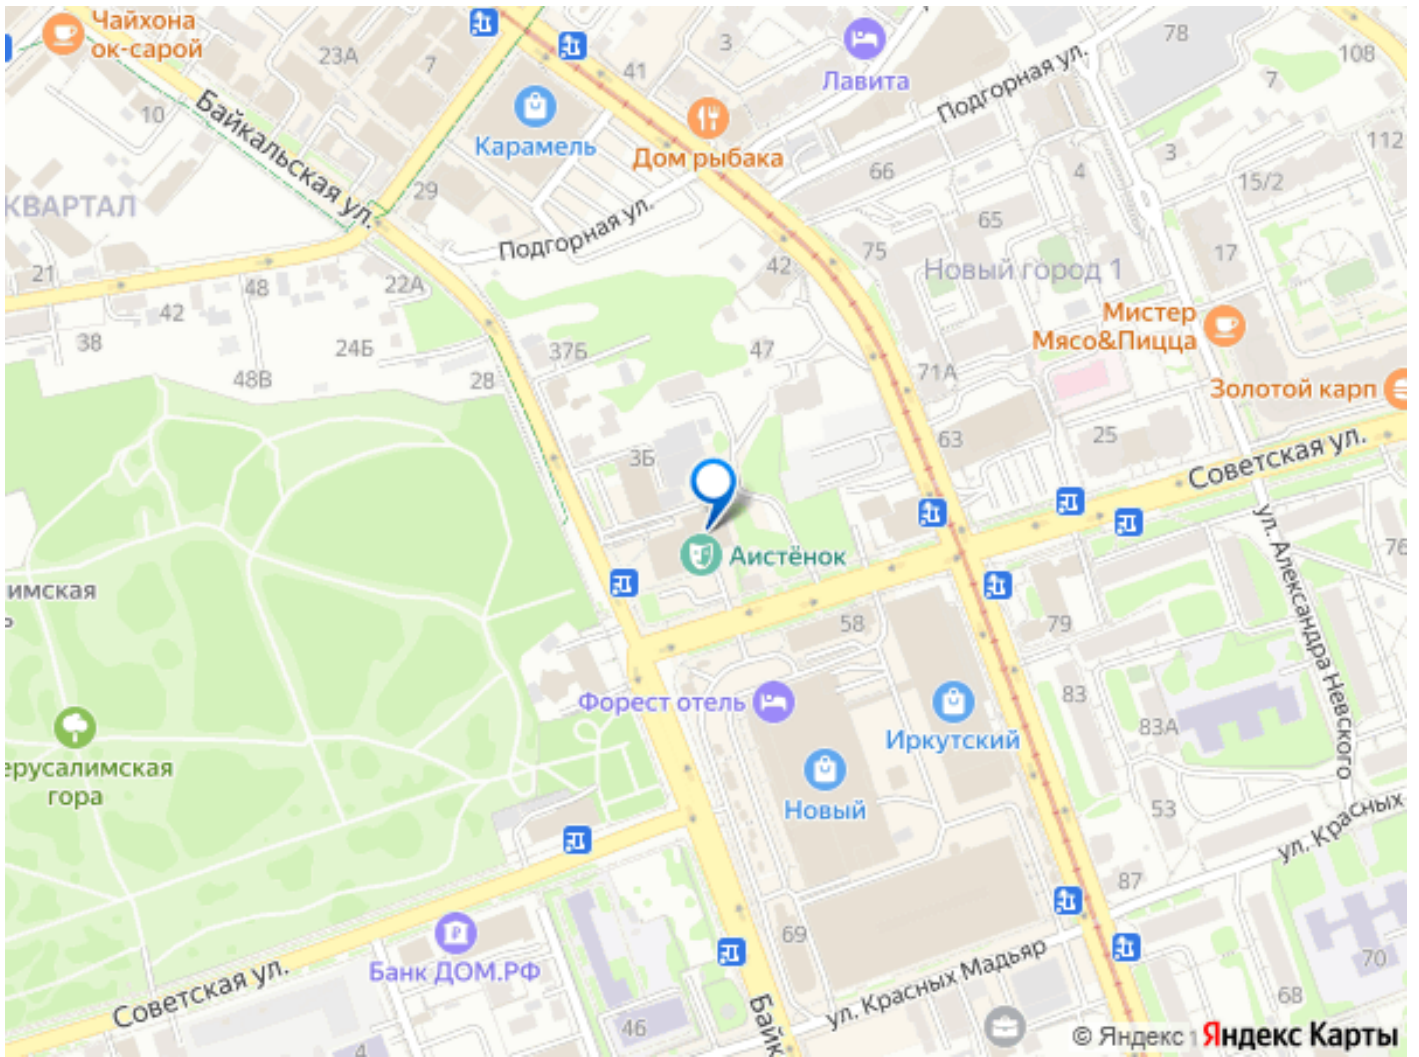 Чайхона
ок-сарой
23А
7
3
41
Лавита
78
108
7
10
Байкальская ул.
Карамель
Дом рыбака
Подгорная ул.
66
4
3
112
15/2
КВАРТАЛ
29
Подгорная ул.
65
75
17
21
48
22А
42
Новый город 1
42
38
24Б
37Б
47
Мистер
Мясо&Пицца
48В
28
71А
Золотой карп
3Б
63
25
Советская ул.
ул. Александра Невского
76
Аистёнок
имская
ь
58
79
Форест отель
83
83А
Иркутский
ерусалимская
гора
Новый
53
ул. Красных
87
69
Банк ДОМ.РФ
ул. Красных Мадьяр
70
Советская ул.
Байк
46
68
4
© Яндекс 1 Яндекс Карты